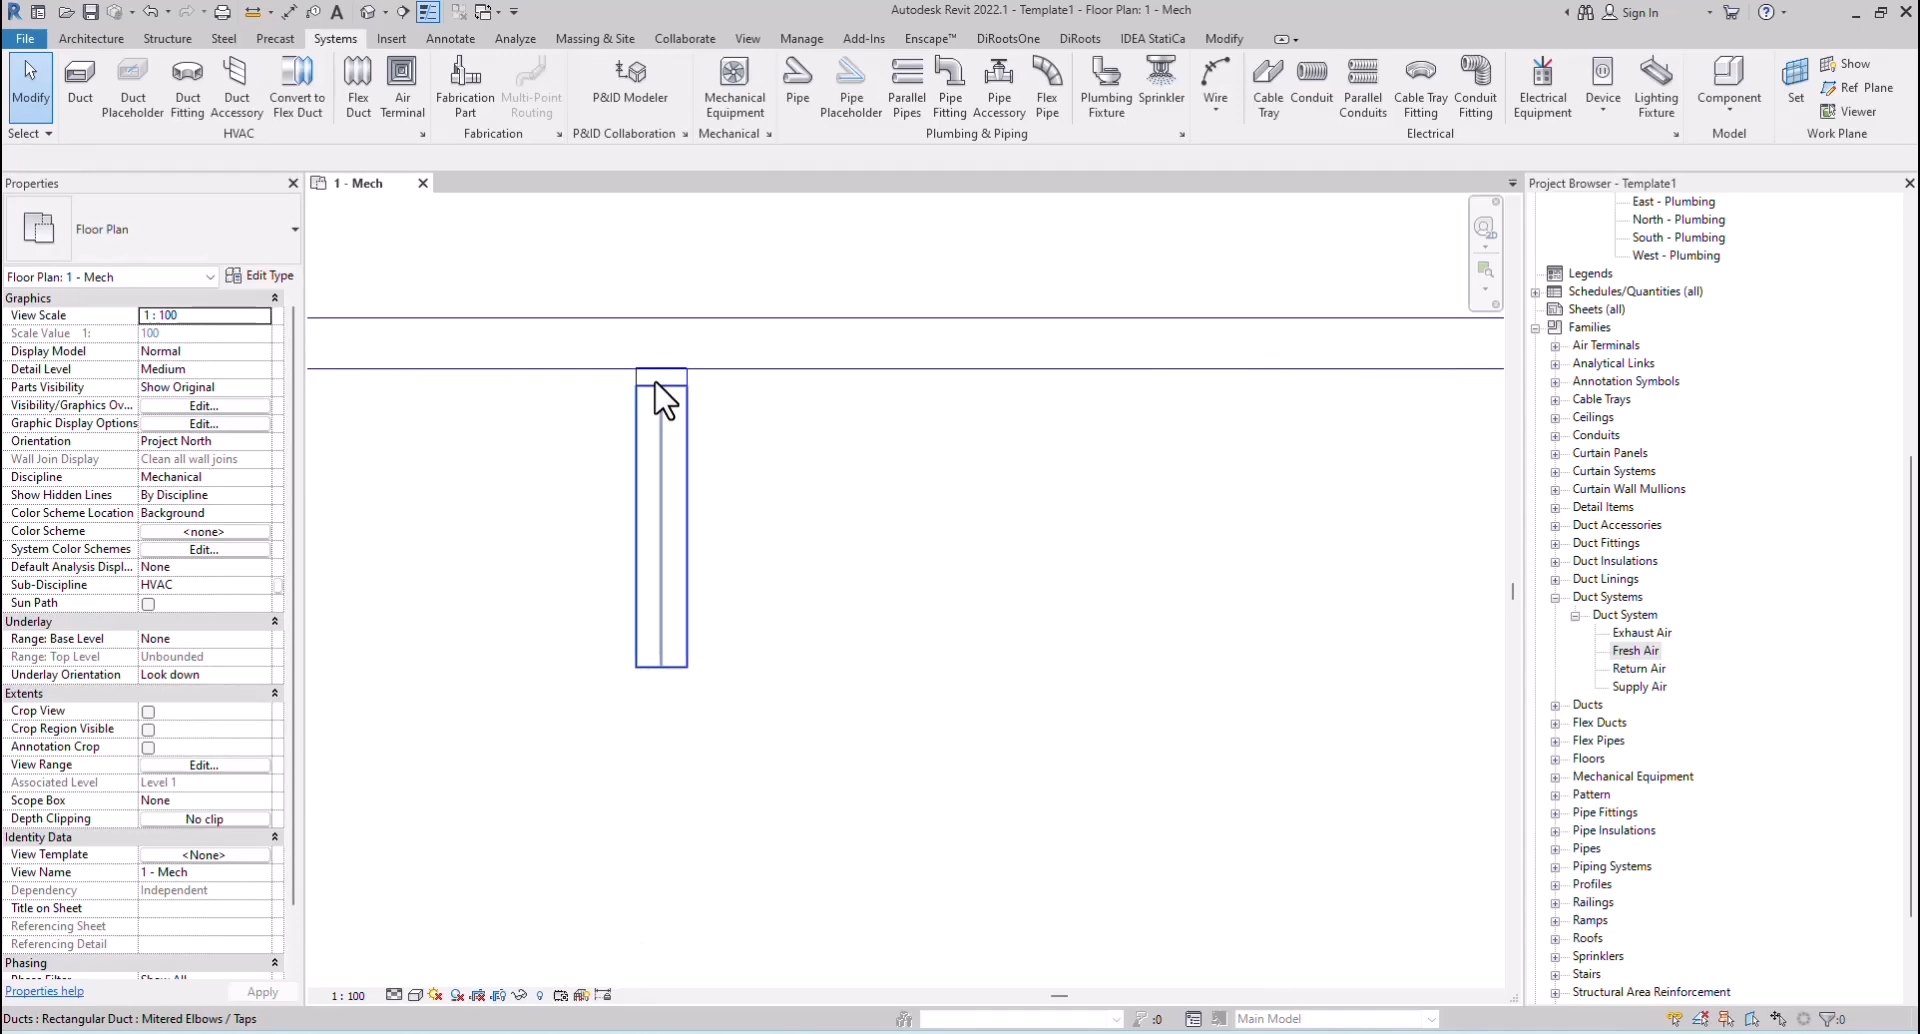 Autodesk Revit 2022.1 - Template1 - Floor Plan: 1 - Mech
Sign In
File Architecture Structure Steel Precast Systems Insert Annotate Analyze Massing & Site Collaborate View Manage Add-Ins Enscape™ DiRootsOne DiRoots IDEA StatiCa Modify
Modify
Duct
Duct Placeholder
Duct Fitting
Duct Accessory
Convert to Flex Duct
Flex Duct
Air Terminal
Fabrication Part
Multi-Point Routing
P&ID Modeler
Mechanical Equipment
Pipe
Pipe Placeholder
Parallel Pipes
Pipe Fitting
Pipe Accessory
Flex Pipe
Plumbing Fixture
Sprinkler
Wire
Cable Tray
Conduit
Parallel Conduits
Cable Tray Fitting
Conduit Fitting
Electrical Equipment
Device
Lighting Fixture
Component
Set
Show
Ref Plane
Viewer
Select HVAC Fabrication P&ID Collaboration Mechanical Plumbing & Piping Electrical Model Work Plane
Properties
Floor Plan
Floor Plan: 1 - Mech Edit Type
Graphics
View Scale 1 : 100
Scale Value 1: 100
Display Model Normal
Detail Level Medium
Parts Visibility Show Original
Visibility/Graphics Ov... Edit...
Graphic Display Options Edit...
Orientation Project North
Wall Join Display Clean all wall joins
Discipline Mechanical
Show Hidden Lines By Discipline
Color Scheme Location Background
Color Scheme <none>
System Color Schemes Edit...
Default Analysis Displ... None
Sub-Discipline HVAC
Sun Path
Underlay
Range: Base Level None
Range: Top Level Unbounded
Underlay Orientation Look down
Extents
Crop View
Crop Region Visible
Annotation Crop
View Range Edit...
Associated Level Level 1
Scope Box None
Depth Clipping No clip
Identity Data
View Template <None>
View Name 1 - Mech
Dependency Independent
Title on Sheet
Referencing Sheet
Referencing Detail
Phasing
Properties help Apply
1 - Mech
2D
1 : 100
Project Browser - Template1
East - Plumbing
North - Plumbing
South - Plumbing
West - Plumbing
Legends
Schedules/Quantities (all)
Sheets (all)
Families
Air Terminals
Analytical Links
Annotation Symbols
Cable Trays
Ceilings
Conduits
Curtain Panels
Curtain Systems
Curtain Wall Mullions
Detail Items
Duct Accessories
Duct Fittings
Duct Insulations
Duct Linings
Duct Systems
Duct System
Exhaust Air
Fresh Air
Return Air
Supply Air
Ducts
Flex Ducts
Flex Pipes
Floors
Mechanical Equipment
Pattern
Pipe Fittings
Pipe Insulations
Pipes
Piping Systems
Profiles
Railings
Ramps
Roofs
Sprinklers
Stairs
Structural Area Reinforcement
Ducts : Rectangular Duct : Mitered Elbows / Taps
:0
Main Model
:0